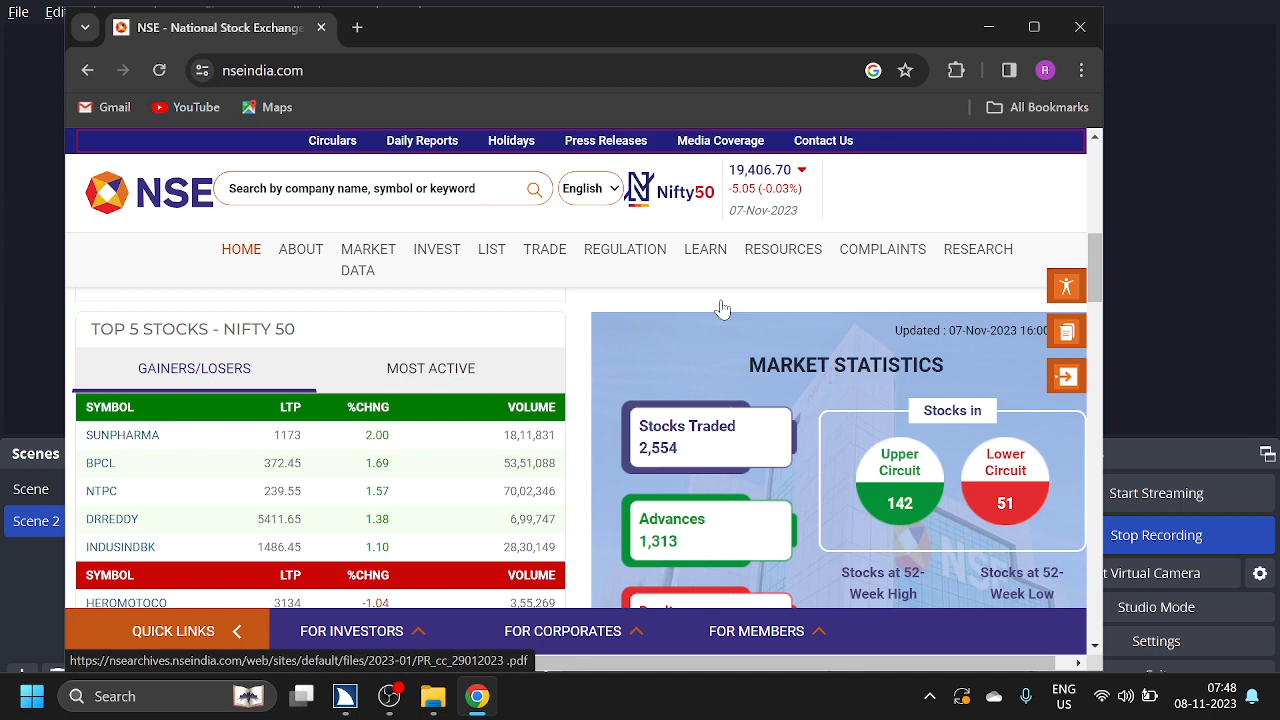 File
Edit
NSE - National Stock Exchange
nseindia.com
R
Gmail
YouTube
Maps
All Bookmarks
Circulars
Daily Reports
Holidays
Press Releases
Media Coverage
Contact Us
NSE
Search by company name, symbol or keyword
English
Nifty50
19,406.70
-5.05 (-0.03%)
07-Nov-2023
HOME
ABOUT
MARKET DATA
INVEST
LIST
TRADE
REGULATION
LEARN
RESOURCES
COMPLAINTS
RESEARCH
TOP 5 STOCKS - NIFTY 50
GAINERS/LOSERS
MOST ACTIVE
SYMBOL LTP %CHNG VOLUME
SUNPHARMA 1173 2.00 18,11,831
BPCL 372.45 1.69 53,51,088
NTPC 239.55 1.57 70,02,346
DRREDDY 5411.65 1.38 6,99,747
INDUSINDBK 1486.45 1.10 28,30,149
SYMBOL LTP %CHNG VOLUME
HEROMOTOCO 3134 -1.04 3,55,269
Updated : 07-Nov-2023 16:00
MARKET STATISTICS
Stocks Traded
2,554
Advances
1,313
Stocks in
Upper Circuit
142
Lower Circuit
51
Stocks at 52-
Week High
Stocks at 52-
Week Low
QUICK LINKS
FOR INVESTORS
FOR CORPORATES
FOR MEMBERS
https://nsearchives.nseindia.com/web/sites/default/files/2023-01/PR_cc_29012023 .pdf
Scenes
Scene
Scene 2
Start Streaming
Stop Recording
t Virtual Camera
Studio Mode
Settings
Search
ENG
US
07:48
-11-2023